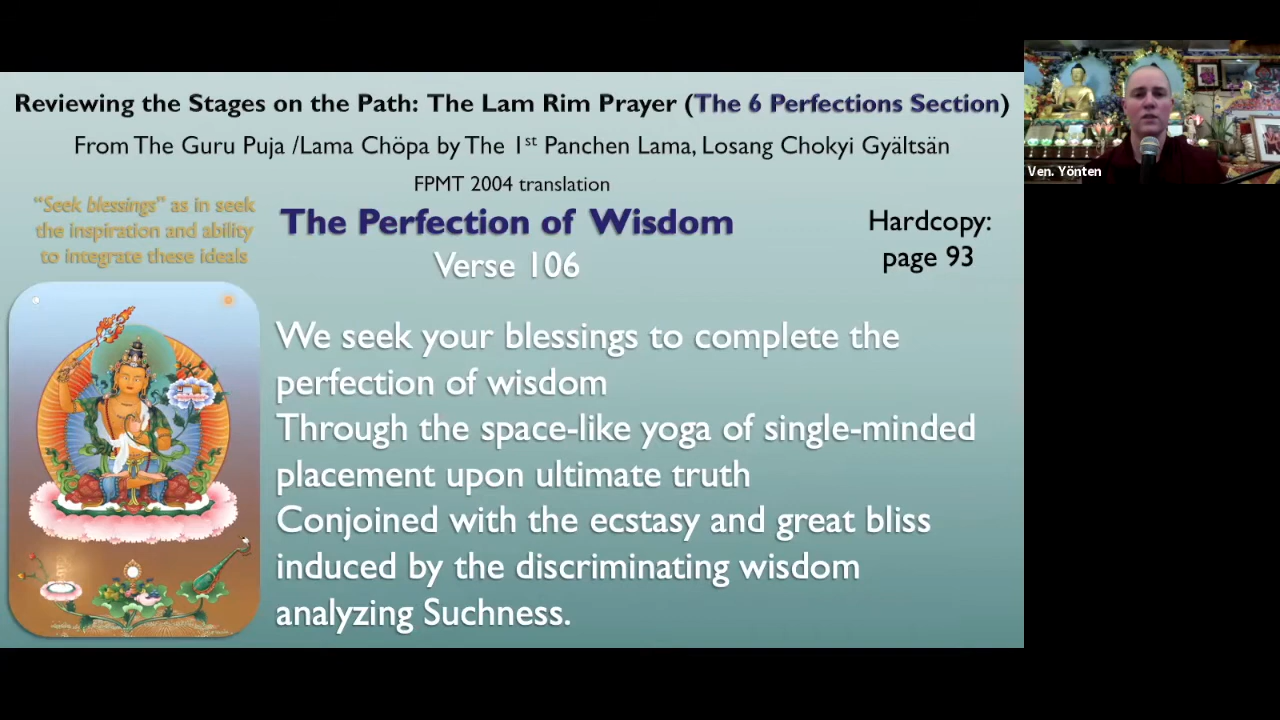 Reviewing the Stages on the Path: The Lam Rim Prayer (The 6 Perfections Section)
From The Guru Puja /Lama Chöpa by The 1st Panchen Lama, Losang Chokyi Gyältsän
FPMT 2004 translation
"Seek blessings" as in seek
the inspiration and ability
to integrate these ideals
The Perfection of Wisdom
Verse 106
Hardcopy:
page 93
We seek your blessings to complete the
perfection of wisdom
Through the space-like yoga of single-minded
placement upon ultimate truth
Conjoined with the ecstasy and great bliss
induced by the discriminating wisdom
analyzing Suchness.
Ven. Yönten